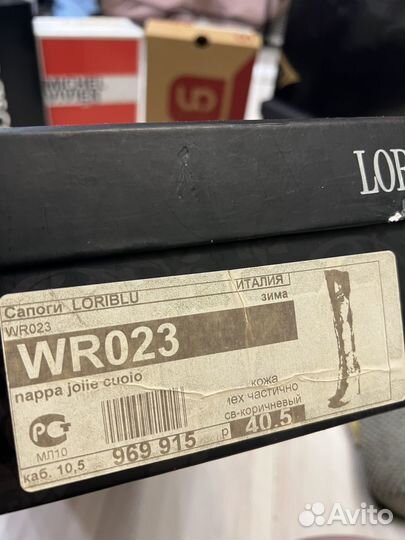 LOR
Сапоги LORIBLU
ИТАЛИЯ
WR023
зима
WR023
nappa jolie cuoio
кожа
мех частично
св-коричневый
РСТ
МЛ10
каб. 10,5
969 915
р 40.5
Avito